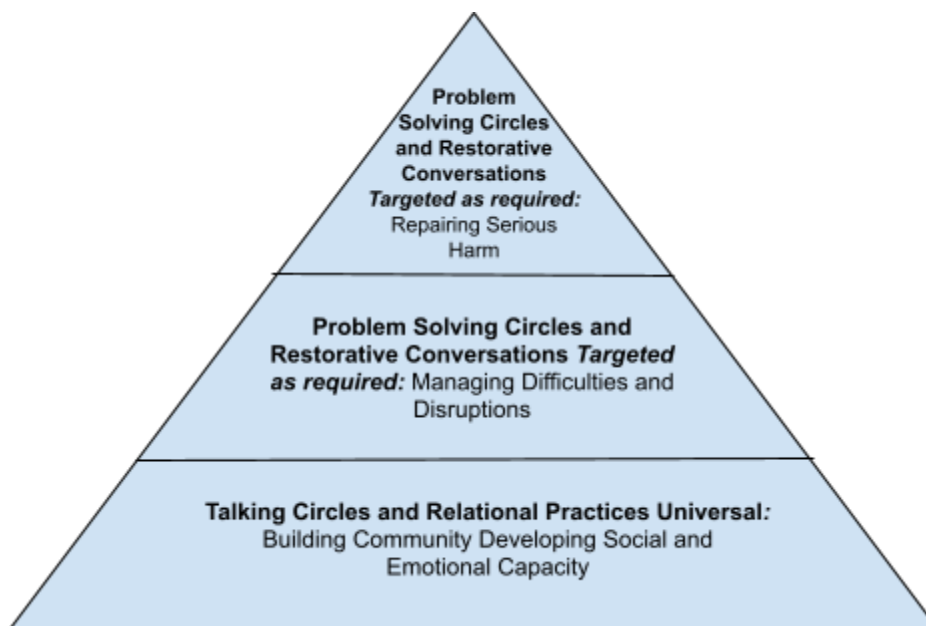 Problem
Solving Circles
and Restorative
Conversations
Targeted as required:
Repairing Serious
Harm
Problem Solving Circles and
Restorative Conversations Targeted
as required: Managing Difficulties and
Disruptions
Talking Circles and Relational Practices Universal:
Building Community Developing Social and
Emotional Capacity